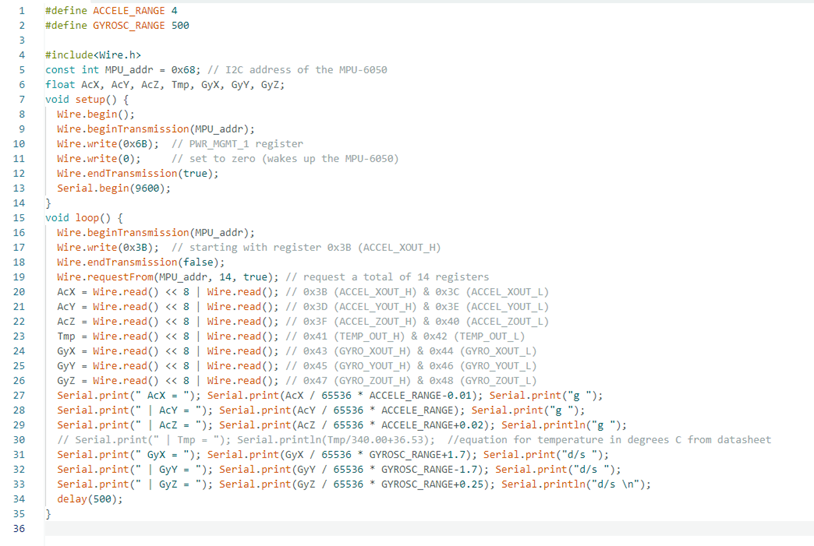 1 #define ACCELE_RANGE 4
2 #define GYROSC_RANGE 500
3
4 #include<Wire.h>
5 const int MPU_addr = 0x68; // I2C address of the MPU-6050
6 float AcX, AcY, AcZ, Tmp, GyX, GyY, GyZ;
7 void setup() {
8   Wire.begin();
9   Wire.beginTransmission(MPU_addr);
10   Wire.write(0x6B);  // PWR_MGMT_1 register
11   Wire.write(0);     // set to zero (wakes up the MPU-6050)
12   Wire.endTransmission(true);
13   Serial.begin(9600);
14 }
15 void loop() {
16   Wire.beginTransmission(MPU_addr);
17   Wire.write(0x3B);  // starting with register 0x3B (ACCEL_XOUT_H)
18   Wire.endTransmission(false);
19   Wire.requestFrom(MPU_addr, 14, true); // request a total of 14 registers
20   AcX = Wire.read() << 8 | Wire.read(); // 0x3B (ACCEL_XOUT_H) & 0x3C (ACCEL_XOUT_L)
21   AcY = Wire.read() << 8 | Wire.read(); // 0x3D (ACCEL_YOUT_H) & 0x3E (ACCEL_YOUT_L)
22   AcZ = Wire.read() << 8 | Wire.read(); // 0x3F (ACCEL_ZOUT_H) & 0x40 (ACCEL_ZOUT_L)
23   Tmp = Wire.read() << 8 | Wire.read(); // 0x41 (TEMP_OUT_H) & 0x42 (TEMP_OUT_L)
24   GyX = Wire.read() << 8 | Wire.read(); // 0x43 (GYRO_XOUT_H) & 0x44 (GYRO_XOUT_L)
25   GyY = Wire.read() << 8 | Wire.read(); // 0x45 (GYRO_YOUT_H) & 0x46 (GYRO_YOUT_L)
26   GyZ = Wire.read() << 8 | Wire.read(); // 0x47 (GYRO_ZOUT_H) & 0x48 (GYRO_ZOUT_L)
27   Serial.print(" AcX = "); Serial.print(AcX / 65536 * ACCELE_RANGE-0.01); Serial.print("g ");
28   Serial.print(" | AcY = "); Serial.print(AcY / 65536 * ACCELE_RANGE); Serial.print("g ");
29   Serial.print(" | AcZ = "); Serial.print(AcZ / 65536 * ACCELE_RANGE+0.02); Serial.println("g ");
30   // Serial.print(" | Tmp = "); Serial.println(Tmp/340.00+36.53);  //equation for temperature in degrees C from datasheet
31   Serial.print(" GyX = "); Serial.print(GyX / 65536 * GYROSC_RANGE+1.7); Serial.print("d/s ");
32   Serial.print(" | GyY = "); Serial.print(GyY / 65536 * GYROSC_RANGE-1.7); Serial.print("d/s ");
33   Serial.print(" | GyZ = "); Serial.print(GyZ / 65536 * GYROSC_RANGE+0.25); Serial.println("d/s \n");
34   delay(500);
35 }
36